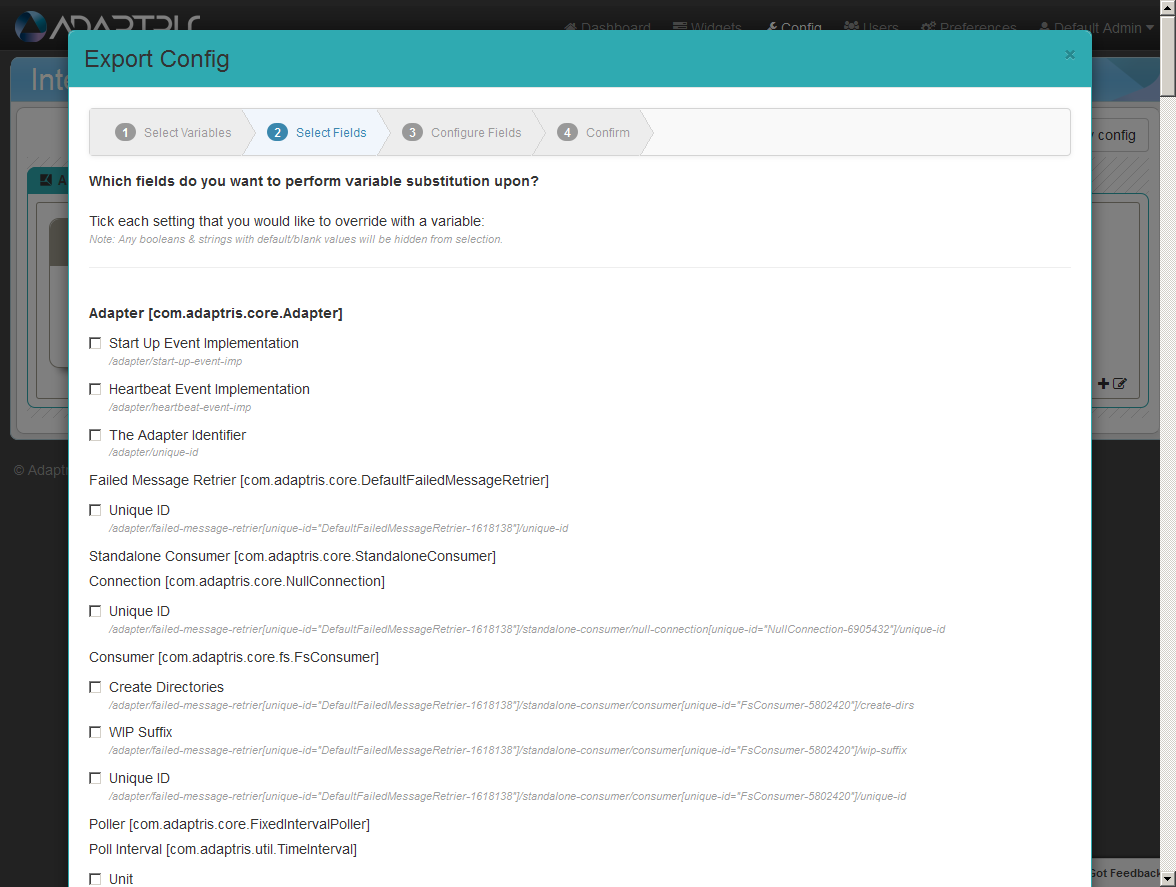 ADAPTRIS
Dashboard Widgets Config Users Preferences Default Admin
Export Config ×
1 Select Variables 2 Select Fields 3 Configure Fields 4 Confirm
config
Which fields do you want to perform variable substitution upon?
Tick each setting that you would like to override with a variable:
Note: Any booleans & strings with default/blank values will be hidden from selection.
Adapter [com.adaptris.core.Adapter]
Start Up Event Implementation
/adapter/start-up-event-imp
Heartbeat Event Implementation
/adapter/heartbeat-event-imp
The Adapter Identifier
/adapter/unique-id
© Adapt
Failed Message Retrier [com.adaptris.core.DefaultFailedMessageRetrier]
Unique ID
/adapter/failed-message-retrier[unique-id="DefaultFailedMessageRetrier-1618138"]/unique-id
Standalone Consumer [com.adaptris.core.StandaloneConsumer]
Connection [com.adaptris.core.NullConnection]
Unique ID
/adapter/failed-message-retrier[unique-id="DefaultFailedMessageRetrier-1618138"]/standalone-consumer/null-connection[unique-id="NullConnection-6905432"]/unique-id
Consumer [com.adaptris.core.fs.FsConsumer]
Create Directories
/adapter/failed-message-retrier[unique-id="DefaultFailedMessageRetrier-1618138"]/standalone-consumer/consumer[unique-id="FsConsumer-5802420"]/create-dirs
WIP Suffix
/adapter/failed-message-retrier[unique-id="DefaultFailedMessageRetrier-1618138"]/standalone-consumer/consumer[unique-id="FsConsumer-5802420"]/wip-suffix
Unique ID
/adapter/failed-message-retrier[unique-id="DefaultFailedMessageRetrier-1618138"]/standalone-consumer/consumer[unique-id="FsConsumer-5802420"]/unique-id
Poller [com.adaptris.core.FixedIntervalPoller]
Poll Interval [com.adaptris.util.TimeInterval]
Got Feedback
Unit